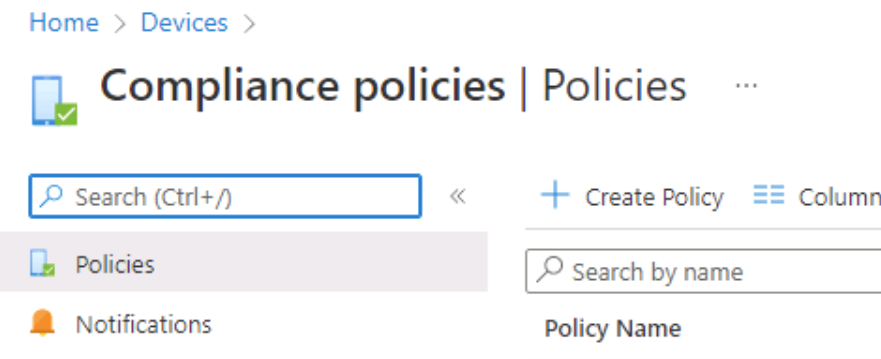 Home > Devices >
Compliance policies | Policies ...
Search (Ctrl+/)
«
+ Create Policy
Column
Policies
Search by name
Notifications
Policy Name